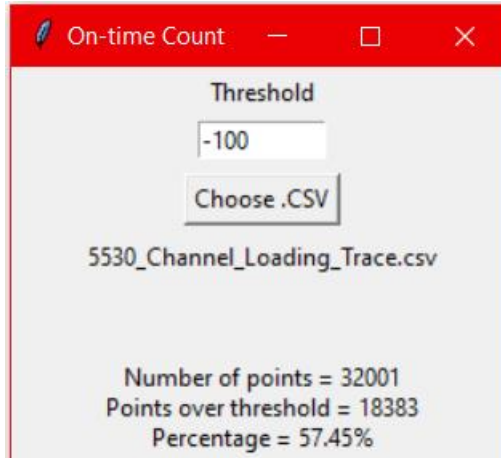 On-time Count
Threshold
-100
Choose .CSV
5530_Channel_Loading_Trace.csv
Number of points = 32001
Points over threshold = 18383
Percentage = 57.45%